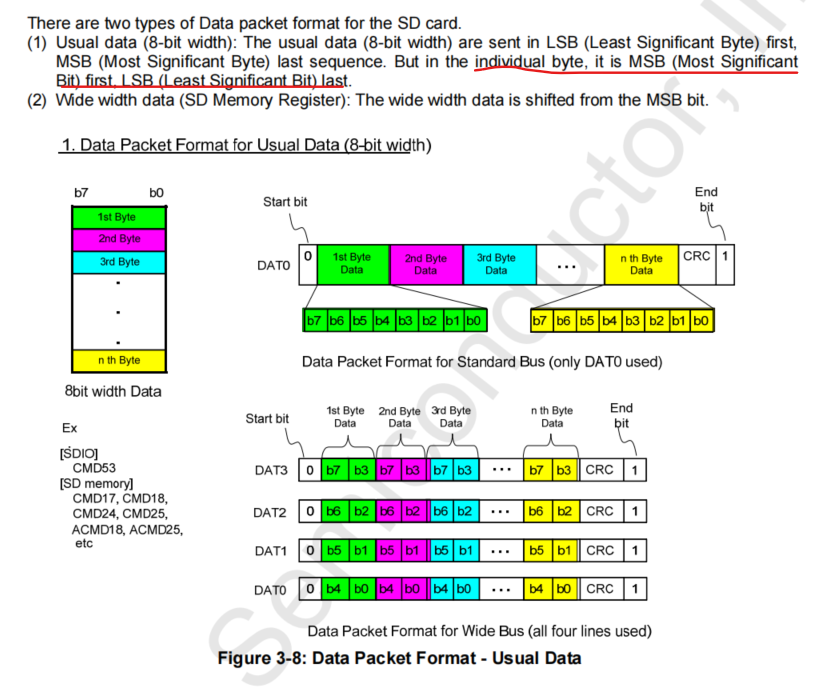 There are two types of Data packet format for the SD card.
(1) Usual data (8-bit width): The usual data (8-bit width) are sent in LSB (Least Significant Byte) first,
MSB (Most Significant Byte) last sequence. But in the individual byte, it is MSB (Most Significant
Bit) first, LSB (Least Significant Bit) last.
(2) Wide width data (SD Memory Register): The wide width data is shifted from the MSB bit.
1. Data Packet Format for Usual Data (8-bit width)
b7 b0
1st Byte
2nd Byte
3rd Byte
.
.
.
n th Byte
8bit width Data
Ex
[SDIO]
CMD53
[SD memory]
CMD17, CMD18,
CMD24, CMD25,
ACMD18, ACMD25,
etc
Start bit
End
bit
DAT0 0 1st Byte Data 2nd Byte Data 3rd Byte Data ... n th Byte Data CRC 1
b7 b6 b5 b4 b3 b2 b1 b0 b7 b6 b5 b4 b3 b2 b1 b0
Data Packet Format for Standard Bus (only DAT0 used)
Start bit
1st Byte Data 2nd Byte Data 3rd Byte Data n th Byte Data
End
bit
DAT3 0 b7 b3 b7 b3 b7 b3 ... b7 b3 CRC 1
DAT2 0 b6 b2 b6 b2 b6 b2 ... b6 b2 CRC 1
DAT1 0 b5 b1 b5 b1 b5 b1 ... b5 b1 CRC 1
DAT0 0 b4 b0 b4 b0 b4 b0 ... b4 b0 CRC 1
Data Packet Format for Wide Bus (all four lines used)
Figure 3-8: Data Packet Format - Usual Data
Semiconductor, I